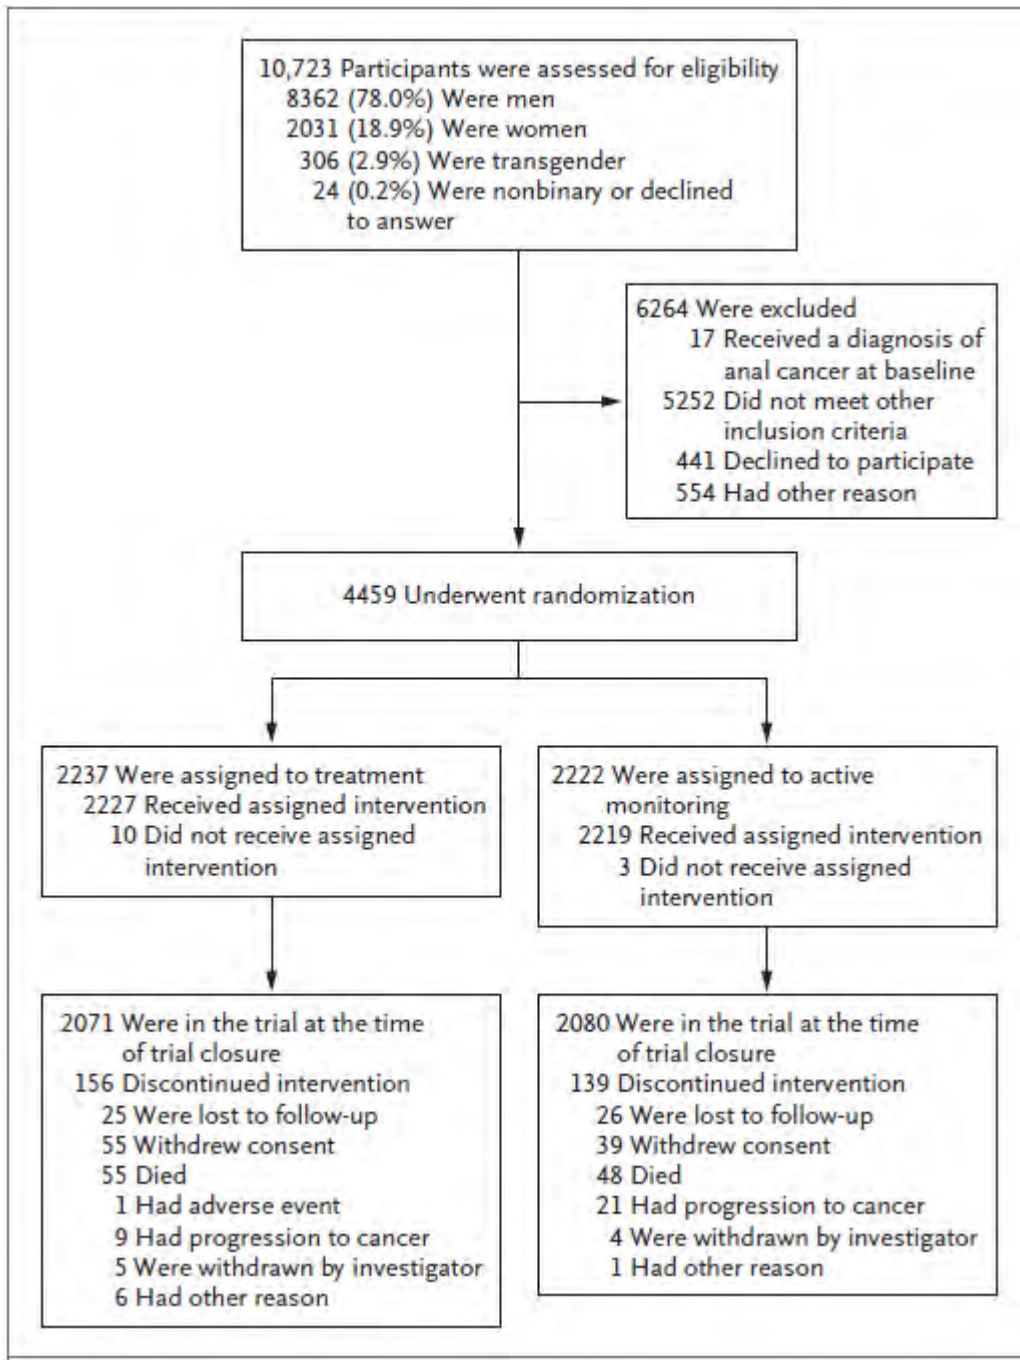 10,723 Participants were assessed for eligibility
8362 (78.0%) Were men
2031 (18.9%) Were women
306 (2.9%) Were transgender
24 (0.2%) Were nonbinary or declined
to answer
6264 Were excluded
17 Received a diagnosis of
anal cancer at baseline
5252 Did not meet other
inclusion criteria
441 Declined to participate
554 Had other reason
4459 Underwent randomization
2237 Were assigned to treatment
2227 Received assigned intervention
10 Did not receive assigned
intervention
2222 Were assigned to active
monitoring
2219 Received assigned intervention
3 Did not receive assigned
intervention
2071 Were in the trial at the time
of trial closure
156 Discontinued intervention
25 Were lost to follow-up
55 Withdrew consent
55 Died
1 Had adverse event
9 Had progression to cancer
5 Were withdrawn by investigator
6 Had other reason
2080 Were in the trial at the time
of trial closure
139 Discontinued intervention
26 Were lost to follow-up
39 Withdrew consent
48 Died
21 Had progression to cancer
4 Were withdrawn by investigator
1 Had other reason